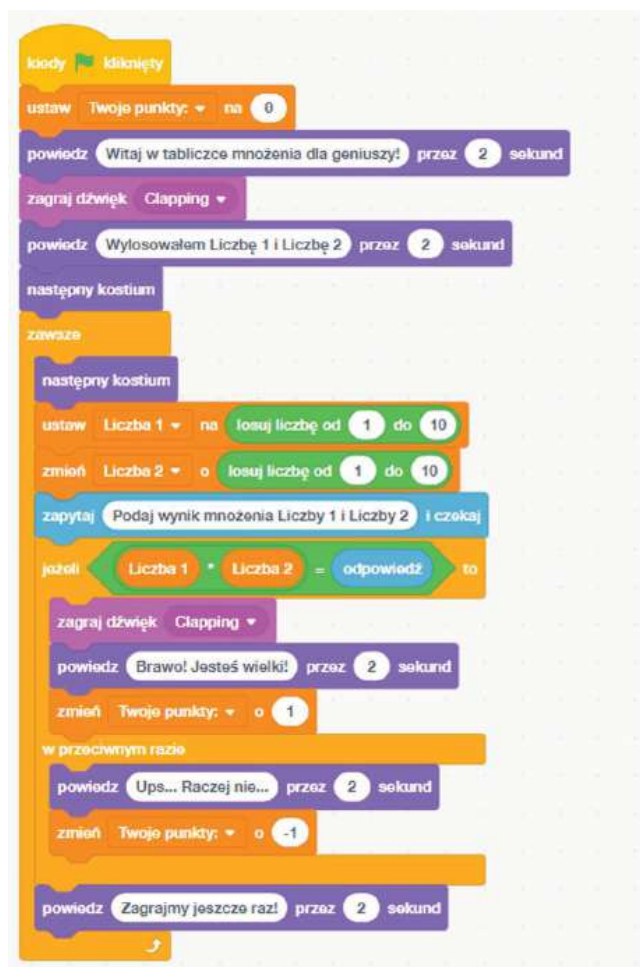 kiedy kliknięty
ustaw Twoje punkty: na 0
powiedz Witaj w tabliczce mnożenia dla geniuszy! przez 2 sekund
zagraj dźwięk Clapping
powiedz Wylosowałem Liczbę 1 i Liczbę 2 przez 2 sekund
następny kostium
zawsze
następny kostium
ustaw Liczba 1 na losuj liczbę od 1 do 10
zmień Liczba 2 o losuj liczbę od 1 do 10
zapytaj Podaj wynik mnożenia Liczby 1 i Liczby 2 i czekaj
jeżeli Liczba 1 * Liczba 2 = odpowiedź to
zagraj dźwięk Clapping
powiedz Brawo! Jesteś wielki! przez 2 sekund
zmień Twoje punkty: o 1
w przeciwnym razie
powiedz Ups... Raczej nie... przez 2 sekund
zmień Twoje punkty: o -1
powiedz Zagrajmy jeszcze raz! przez 2 sekund